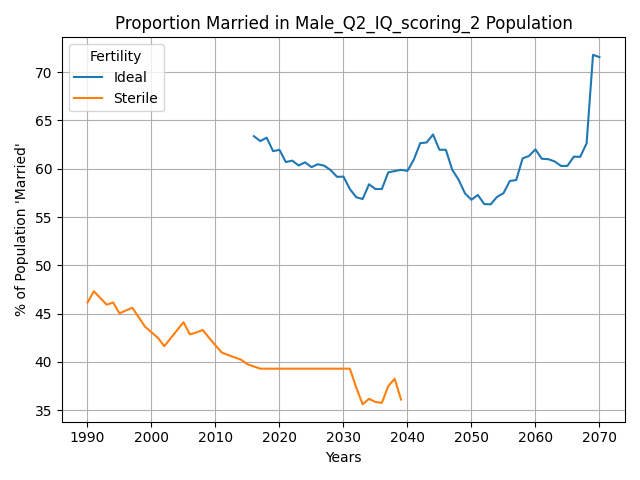 Proportion Married in Male_Q2_IQ_scoring_2 Population
% of Population 'Married'
70
65
60
55
50
45
40
35
Fertility
Ideal
Sterile
1990 2000 2010 2020 2030 2040 2050 2060 2070
Years